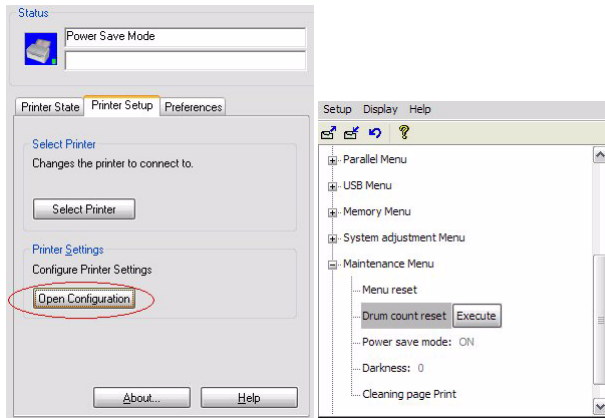 Status
Power Save Mode
Printer State Printer Setup Preferences
Select Printer
Changes the printer to connect to.
Select Printer
Printer Settings
Configure Printer Settings
Open Configuration
About... Help
Setup Display Help
Parallel Menu
USB Menu
Memory Menu
System adjustment Menu
Maintenance Menu
Menu reset
Drum count reset Execute
Power save mode: ON
Darkness: 0
Cleaning page Print